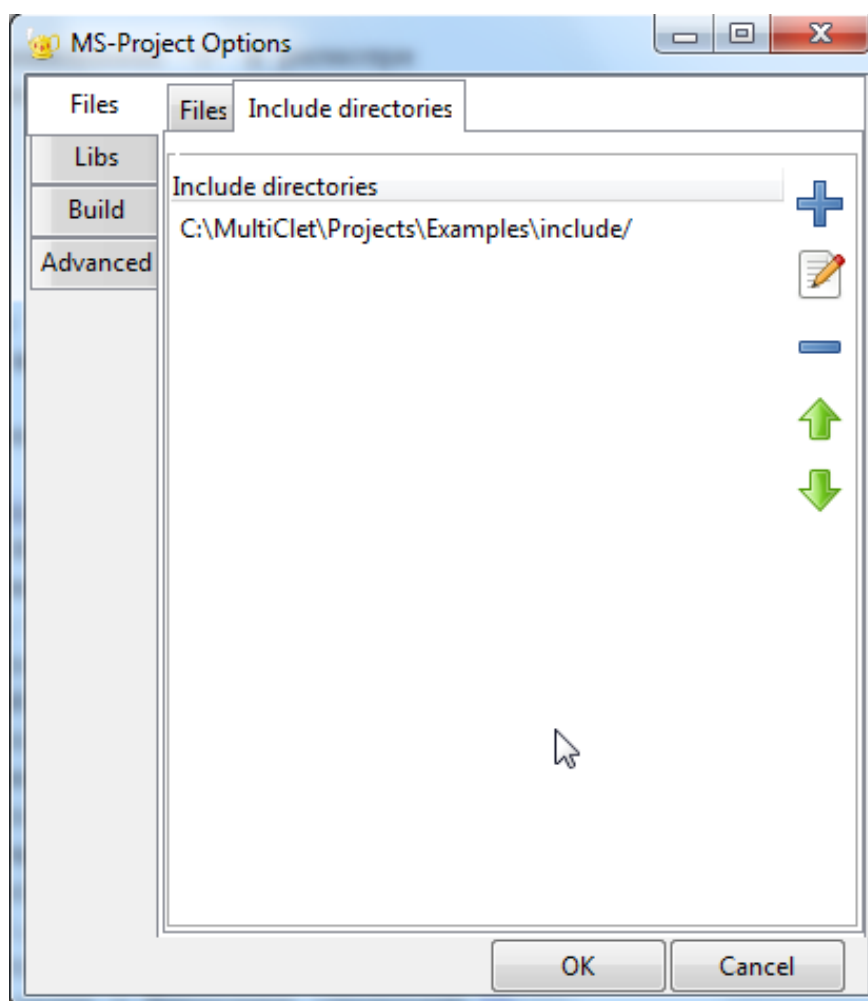 MS-Project Options
Files
Libs
Build
Advanced
Files Include directories
Include directories
C:\MultiClet\Projects\Examples\include/
OK Cancel